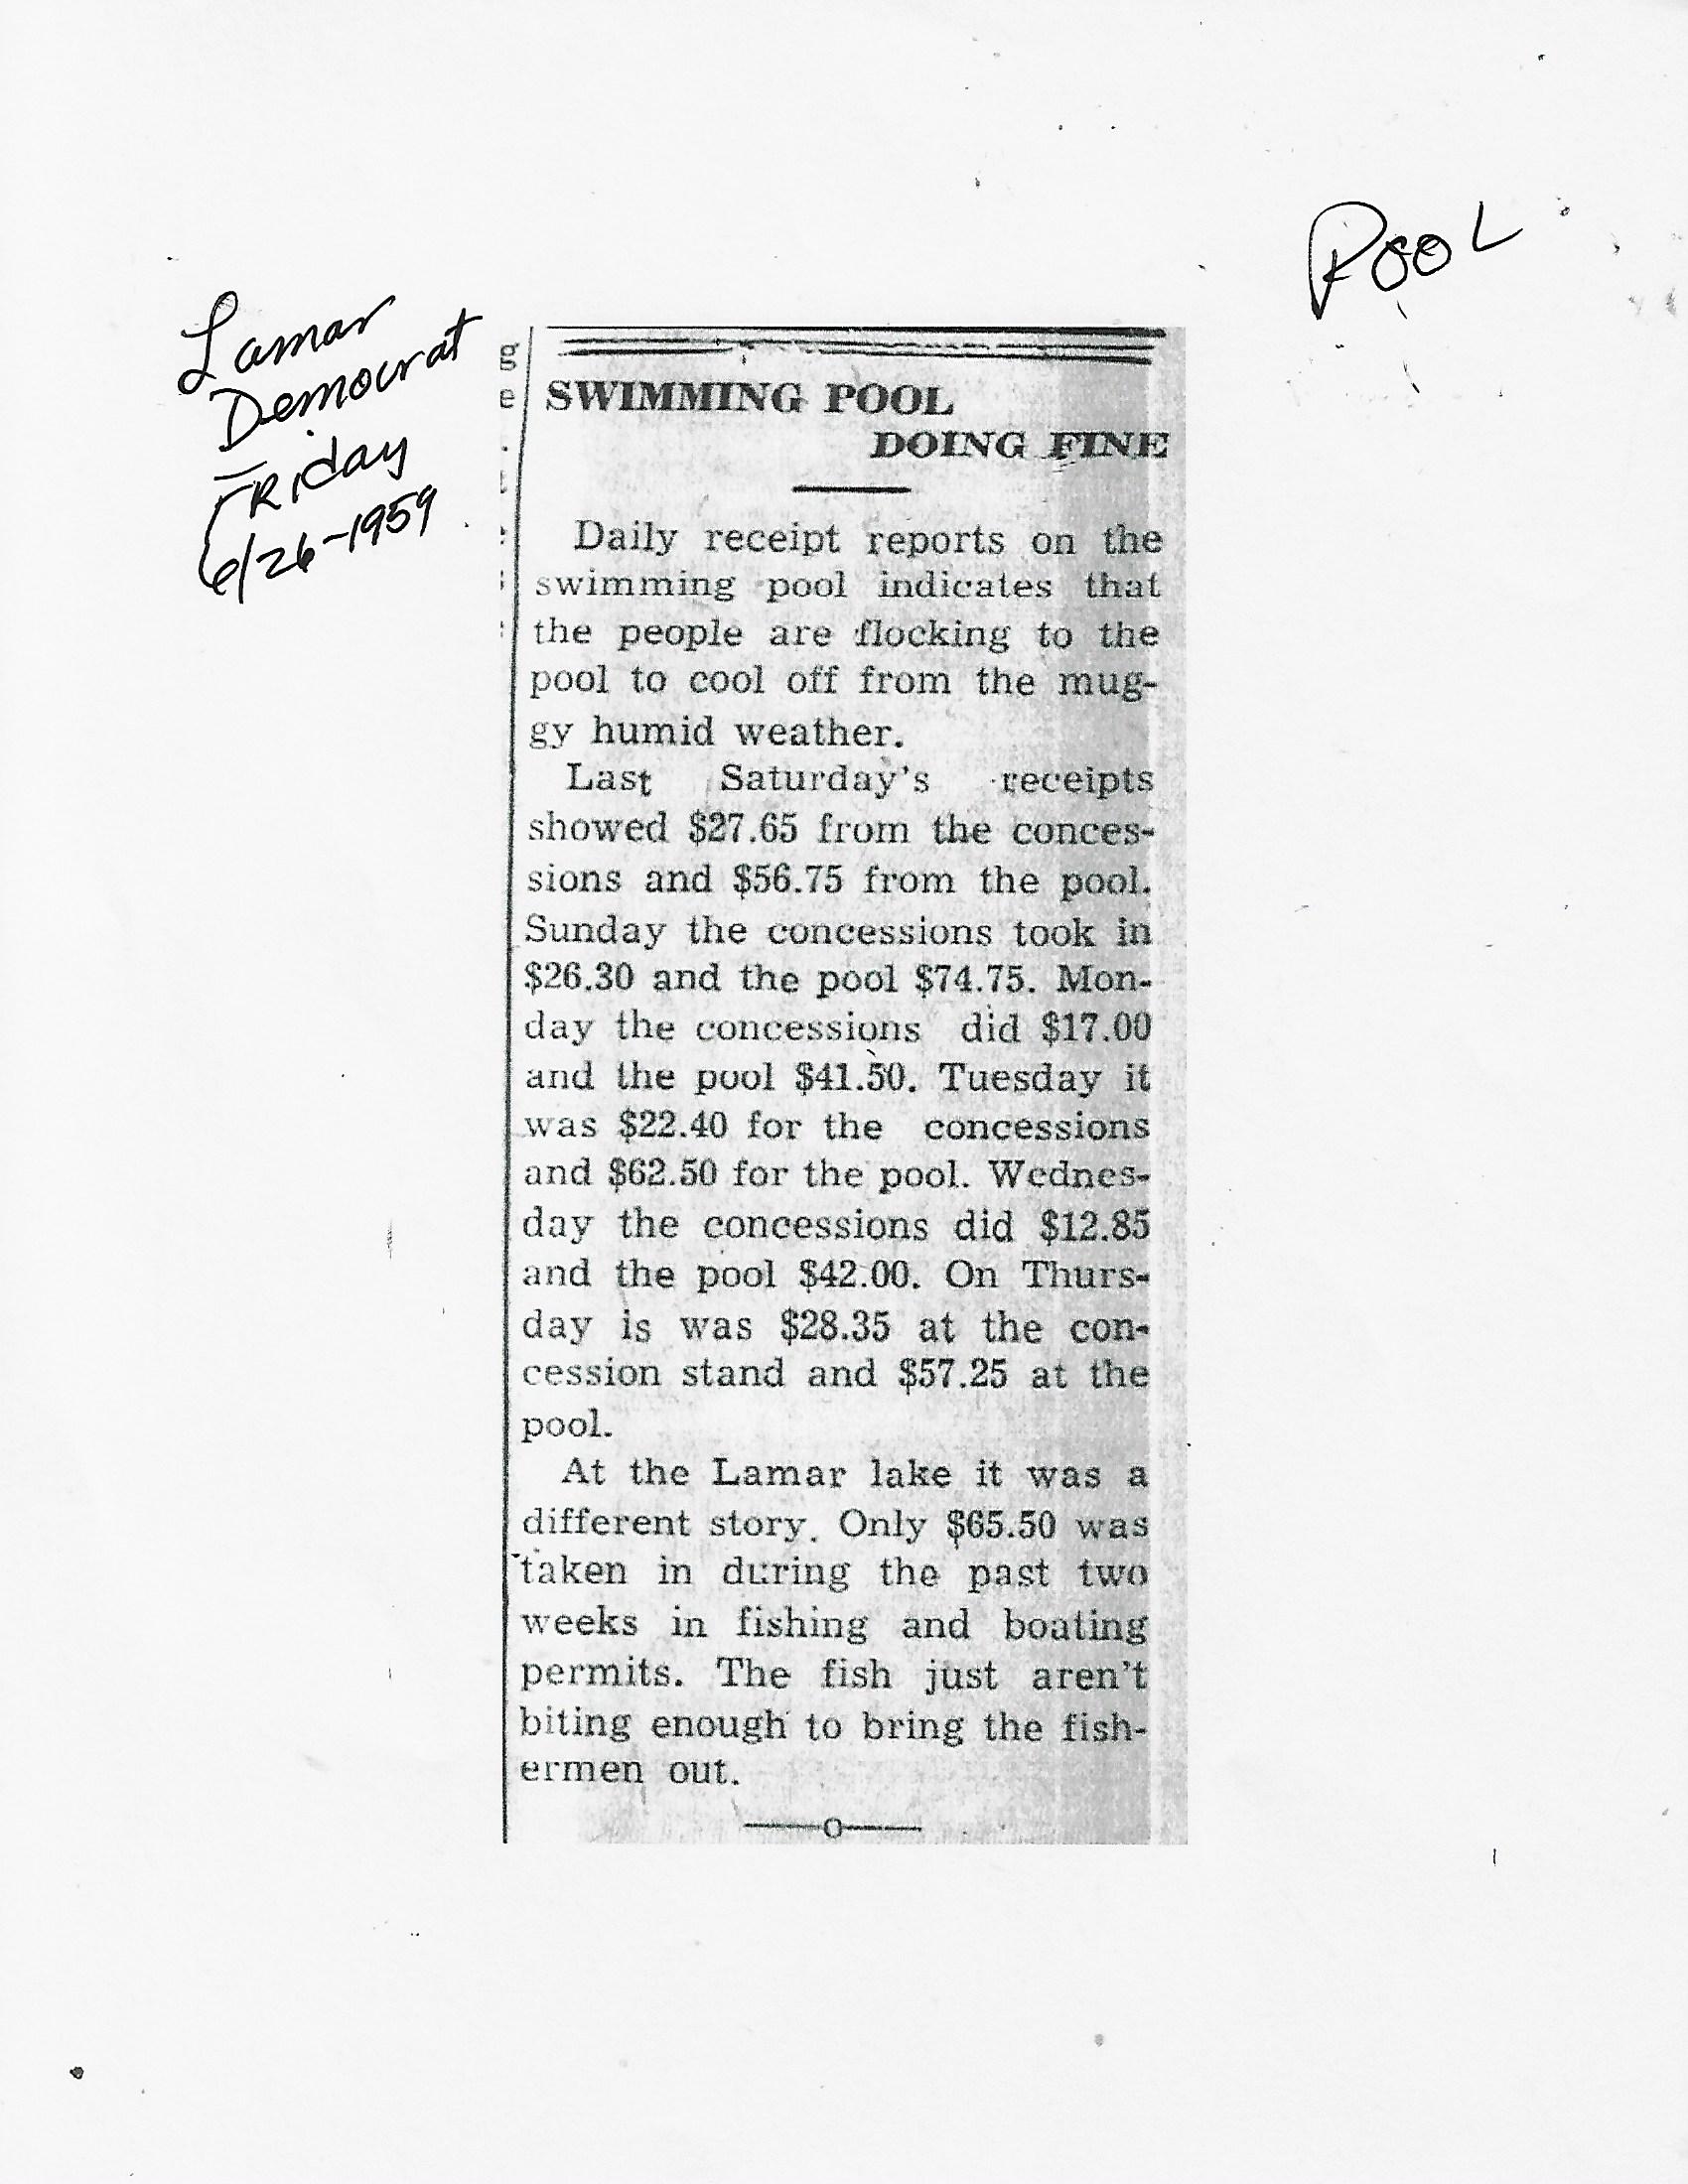 POOL
Lamar
Democrat
Friday
6/26-1959
SWIMMING POOL
DOING FINE
Daily receipt reports on the
swimming pool indicates that
the people are flocking to the
pool to cool off from the mug-
gy humid weather.
Last Saturday's receipts
showed $27.65 from the conces-
sions and $56.75 from the pool.
Sunday the concessions took in
$26.30 and the pool $74.75. Mon-
day the concessions did $17.00
and the pool $41.50. Tuesday it
was $22.40 for the concessions
and $62.50 for the pool. Wednes-
day the concessions did $12.85
and the pool $42.00. On Thurs-
day is was $28.35 at the con-
cession stand and $57.25 at the
pool.
At the Lamar lake it was a
different story. Only $65.50 was
taken in during the past two
weeks in fishing and boating
permits. The fish just aren't
biting enough to bring the fish-
ermen out.